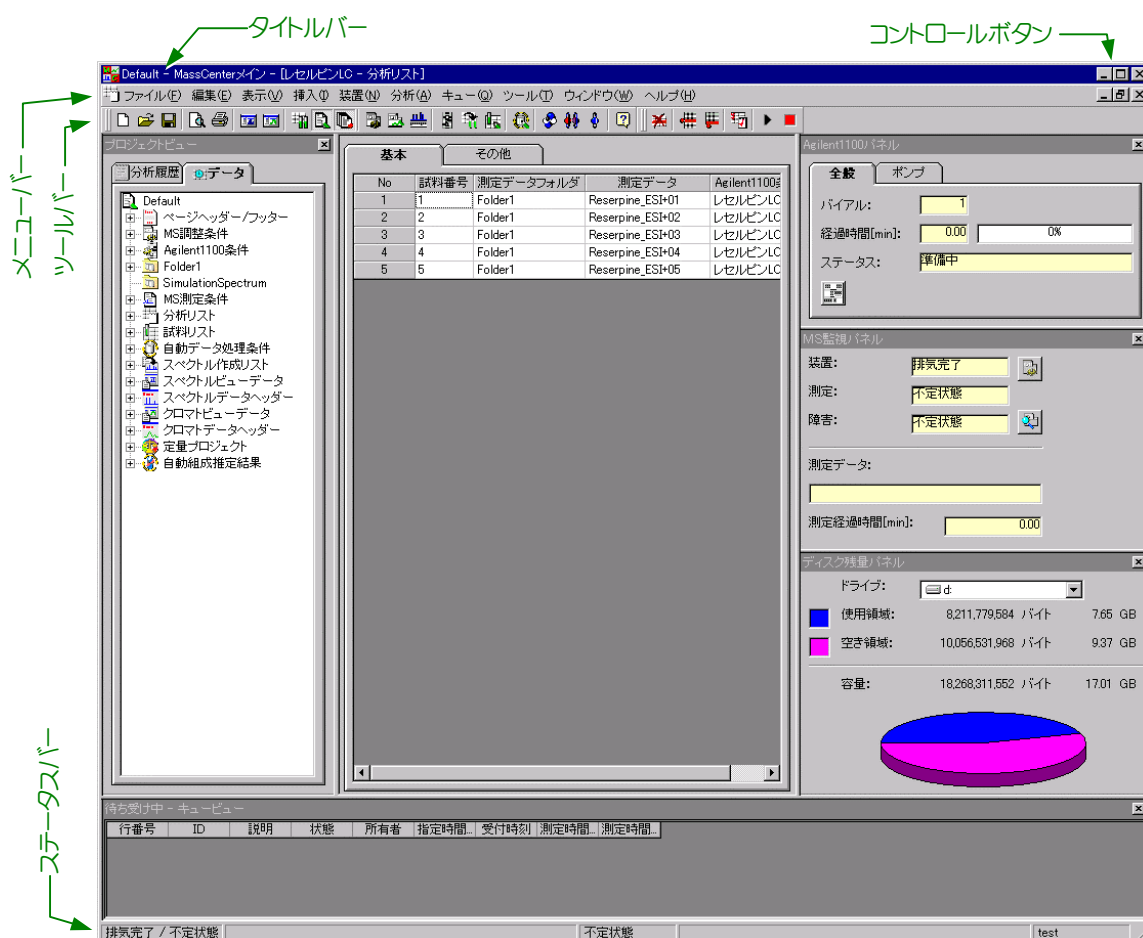 タイトルバー
コントロールボタン
メニューバー
ツールバー
ステータスバー
Default - MassCenterメイン - [レセルピンLC - 分析リスト]
ファイル(F) 編集(E) 表示(V) 挿入(I) 装置(N) 分析(A) キュー(Q) ツール(T) ウィンドウ(W) ヘルプ(H)
プロジェクトビュー
分析履歴 データ
Default
ページヘッダー/フッター
MS調整条件
Agilent1100条件
Folder1
SimulationSpectrum
MS測定条件
分析リスト
試料リスト
自動データ処理条件
スペクトル作成リスト
スペクトルビューデータ
スペクトルデータヘッダー
クロマトビューデータ
クロマトデータヘッダー
定量プロジェクト
自動組成推定結果
基本 その他
No 試料番号 測定データフォルダ 測定データ Agilent1100
1 1 Folder1 Reserpine_ESI+01 レセルピンLC
2 2 Folder1 Reserpine_ESI+02 レセルピンLC
3 3 Folder1 Reserpine_ESI+03 レセルピンLC
4 4 Folder1 Reserpine_ESI+04 レセルピンLC
5 5 Folder1 Reserpine_ESI+05 レセルピンLC
Agilent1100パネル
全般 ポンプ
バイアル: 1
経過時間[min]: 0.00 0%
ステータス: 準備中
MS監視パネル
装置: 排気完了
測定: 不定状態
障害: 不定状態
測定データ:
測定経過時間[min]: 0.00
ディスク残量パネル
ドライブ: d:
使用領域: 8,211,779,584 バイト 7.65 GB
空き領域: 10,056,531,968 バイト 9.37 GB
容量: 18,268,311,552 バイト 17.01 GB
待ち受け中 - キュービュー
行番号 ID 説明 状態 所有者 指定時間... 受付時刻 測定時間... 測定時間...
排気完了 / 不定状態 不定状態 test